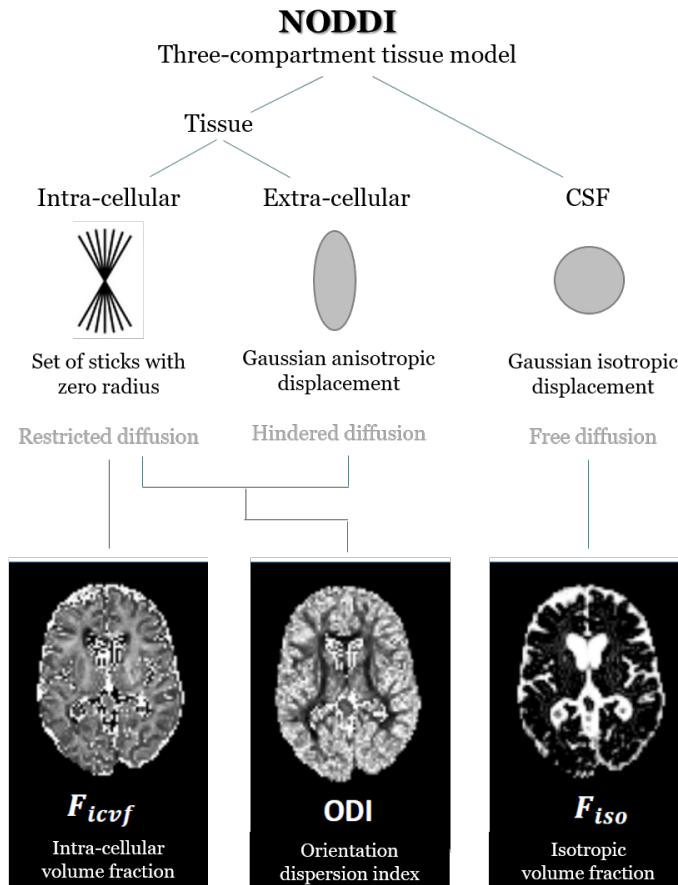 NODDI
Three-compartment tissue model
Tissue
Intra-cellular
Extra-cellular
CSF
Set of sticks with
zero radius
Gaussian anisotropic
displacement
Gaussian isotropic
displacement
Restricted diffusion
Hindered diffusion
Free diffusion
F_icvf
ODI
F_iso
Intra-cellular
volume fraction
Orientation
dispersion index
Isotropic
volume fraction